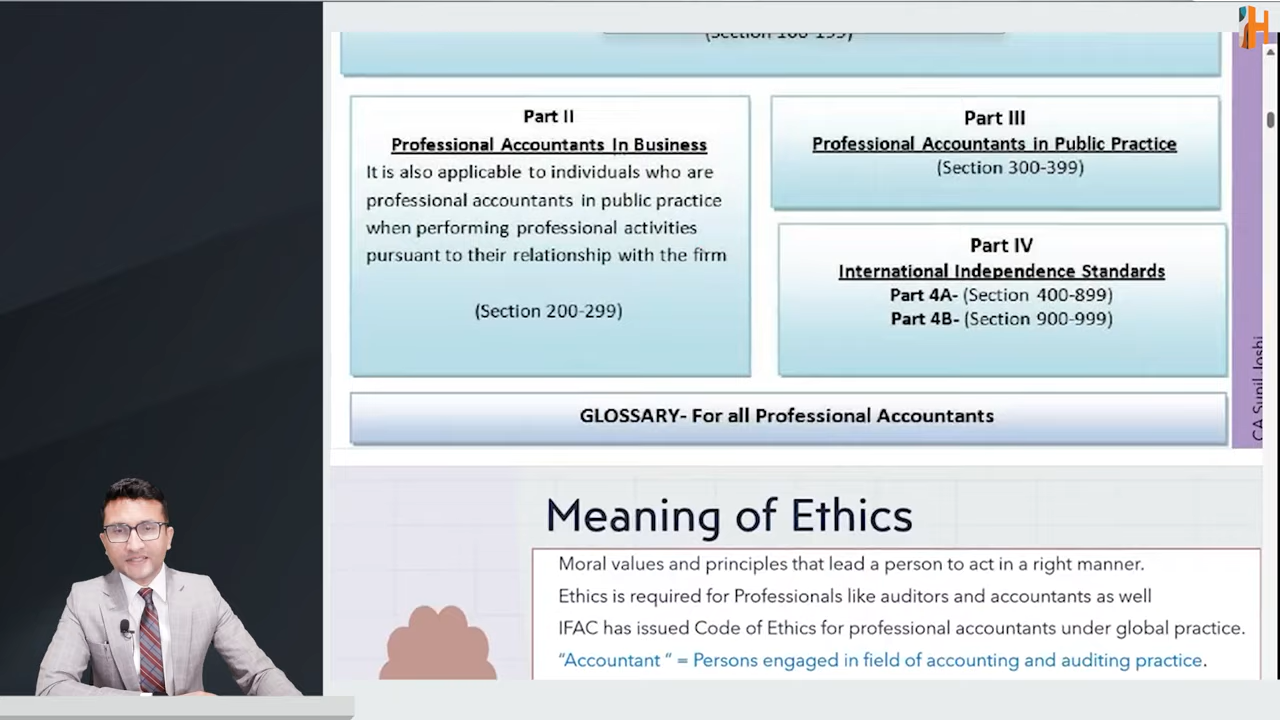 (Section 100-199)
Part II
Professional Accountants In Business
It is also applicable to individuals who are
professional accountants in public practice
when performing professional activities
pursuant to their relationship with the firm
(Section 200-299)
Part III
Professional Accountants in Public Practice
(Section 300-399)
Part IV
International Independence Standards
Part 4A- (Section 400-899)
Part 4B- (Section 900-999)
GLOSSARY- For all Professional Accountants
CA Sunil Joshi
Meaning of Ethics
Moral values and principles that lead a person to act in a right manner.
Ethics is required for Professionals like auditors and accountants as well
IFAC has issued Code of Ethics for professional accountants under global practice.
“Accountant ” = Persons engaged in field of accounting and auditing practice.